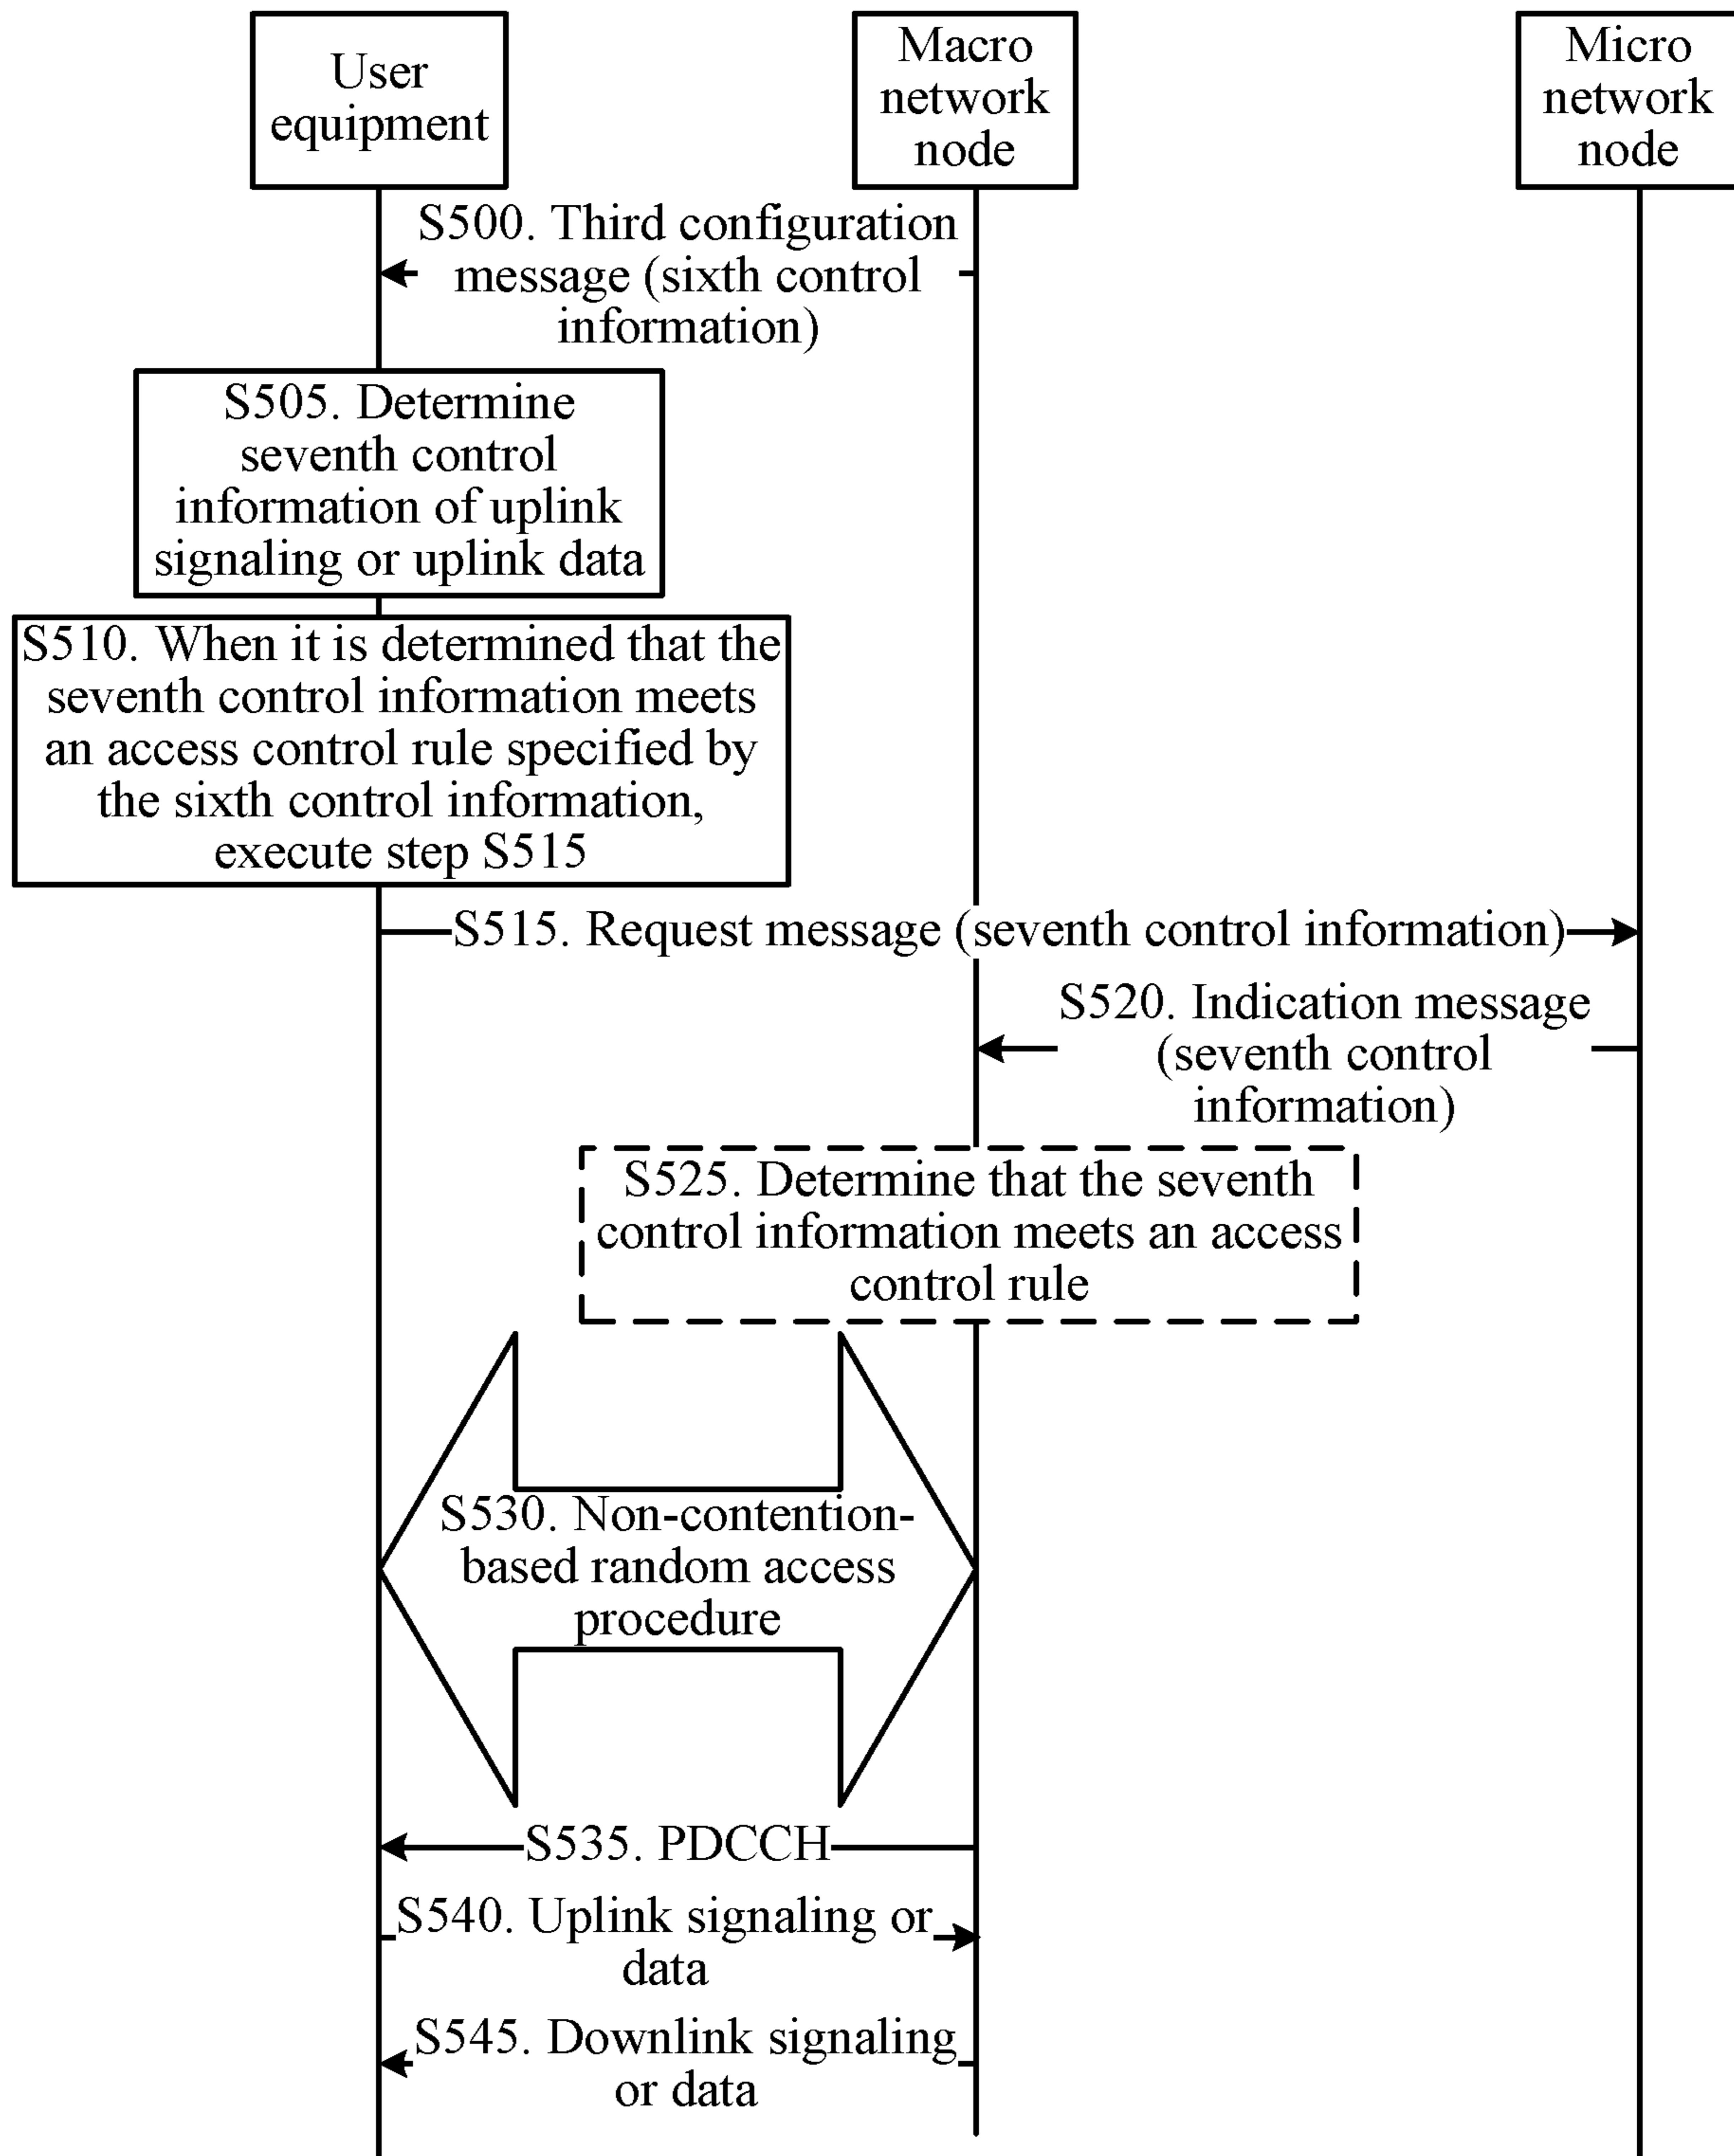 User
equipment
Macro
network
node
Micro
network
node
S500. Third configuration
message (sixth control
information)
S505. Determine
seventh control
information of uplink
signaling or uplink data
S510. When it is determined that the
seventh control information meets
an access control rule specified by
the sixth control information,
execute step S515
S515. Request message (seventh control information)
S520. Indication message
(seventh control
information)
S525. Determine that the seventh
control information meets an access
control rule
S530. Non-contention-
based random access
procedure
S535. PDCCH
S540. Uplink signaling or
data
S545. Downlink signaling
or data